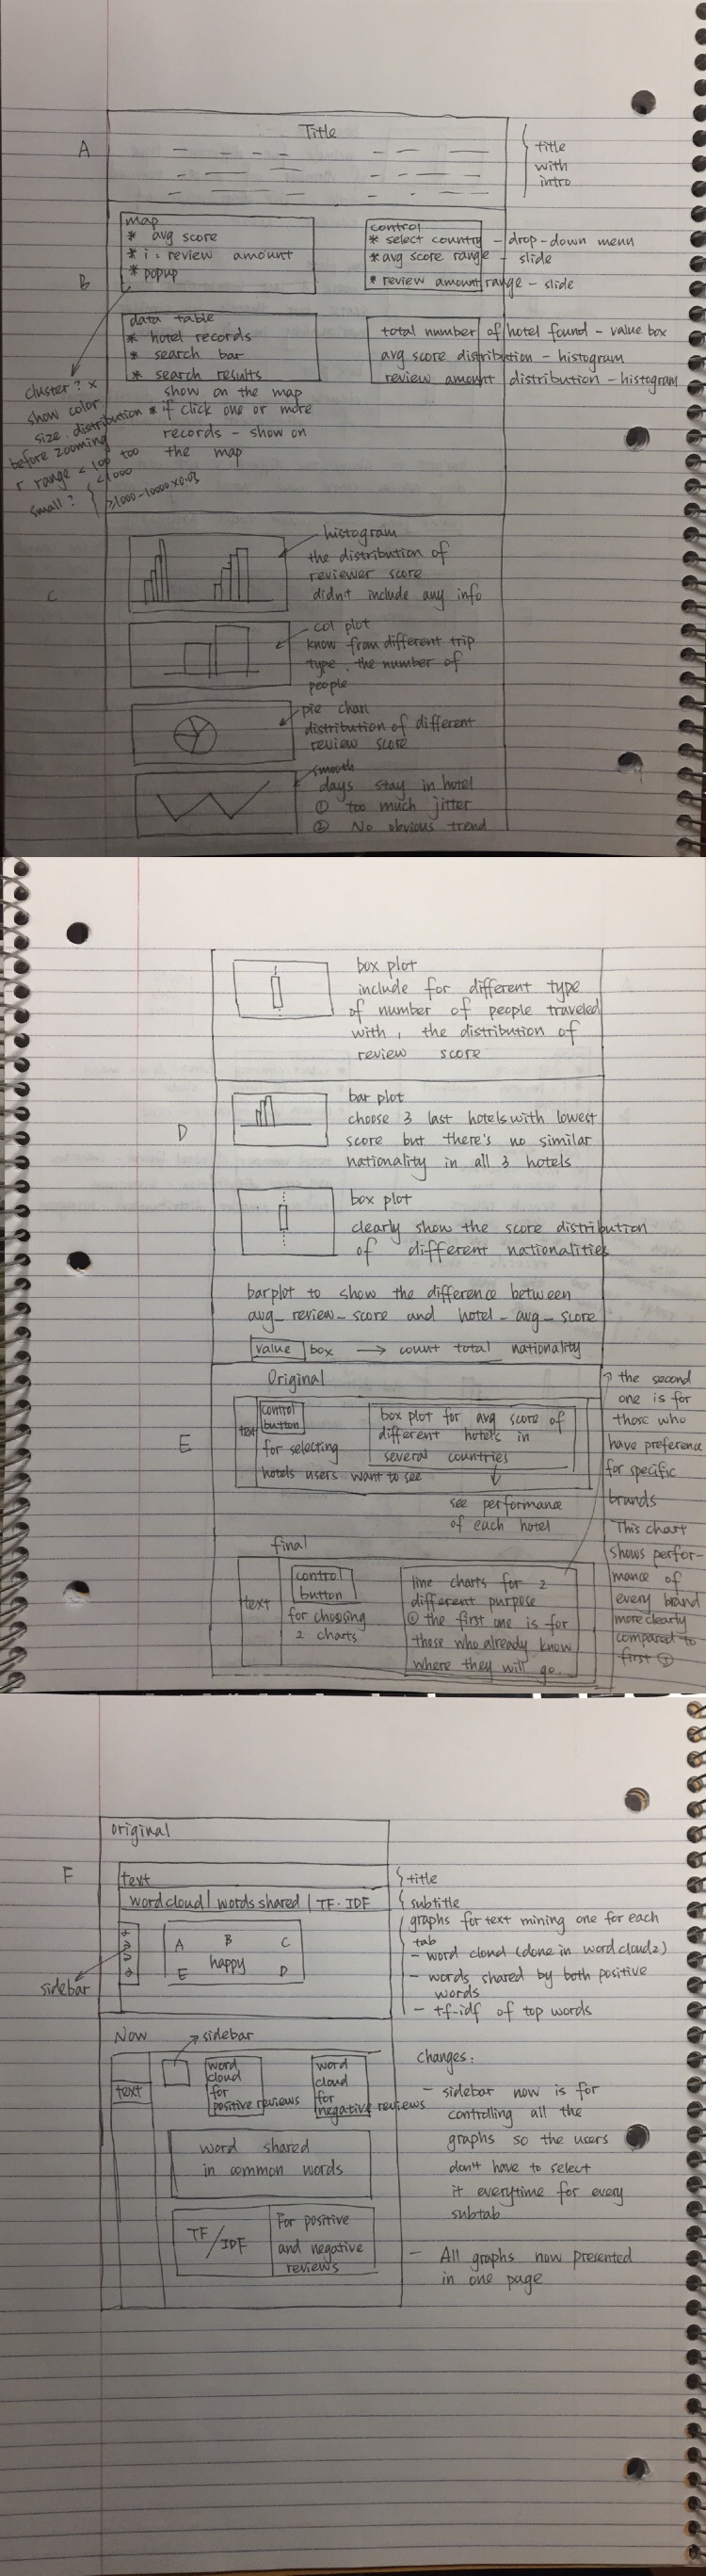 Title
A
title
with
intro
map
* avg score
* i : review amount
* popup
B
control
* select country - drop-down menu
* avg score range - slide
* review amount range - slide
data table
* hotel records
* search bar
* search results
show on the map
* if click one or more
records - show on
the map
total number of hotel found - value box
avg score distribution - histogram
review amount distribution - histogram
cluster? x
show color
size distribution
before zooming
r range < 100 too
small?
< 1000
≥1000-10000 x0.03
C
histogram
the distribution of
reviewer score
didn't include any info
col plot
know from different trip
type, the number of
people
pie chart
distribution of different
review score
smooth
days stay in hotel
① too much jitter
② No obvious trend
box plot
include for different type
of number of people traveled
with, the distribution of
review score
D
bar plot
choose 3 last hotels with lowest
score but there's no similar
nationality in all 3 hotels
box plot
clearly show the score distribution
of different nationalities
barplot to show the difference between
avg_review_score and hotel_avg_score
value box → count total nationality
E
Original
text
control
button
for selecting
hotels users want to see
box plot for avg score of
different hotels in
several countries
see performance
of each hotel
final
text
control
button
for choosing
2 charts
line charts for 2
different purpose
① the first one is for
those who already know
where they will go.
the second
one is for
those who
have preference
for specific
brands
This chart
shows perfor-
mance of
every brand
more clearly
compared to
first ①
original
F
text
title
wordcloud | words shared | TF-IDF
subtitle
A B C
happy
E D
sidebar
graphs for text mining one for each
tab
- word cloud (done in wordcloud2)
- words shared by both positive
words
- tf-idf of top words
Now
sidebar
text
word
cloud
for
positive reviews
word
cloud
for
negative reviews
word shared
in common words
TF/IDF
For positive
and negative
reviews
changes:
- sidebar now is for
controlling all the
graphs so the users
don't have to select
it everytime for every
subtab
- All graphs now presented
in one page